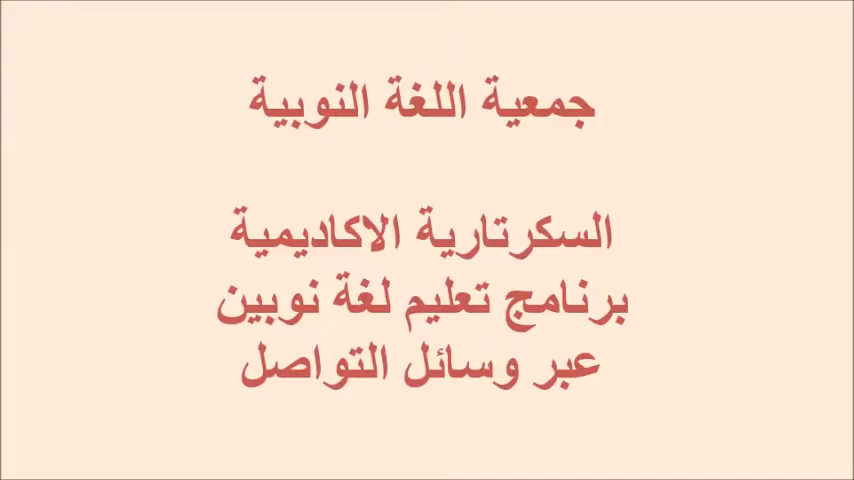 جمعية اللغة النوبية
السكرتارية الاكاديمية
برنامج تعليم لغة نوبين
عبر وسائل التواصل